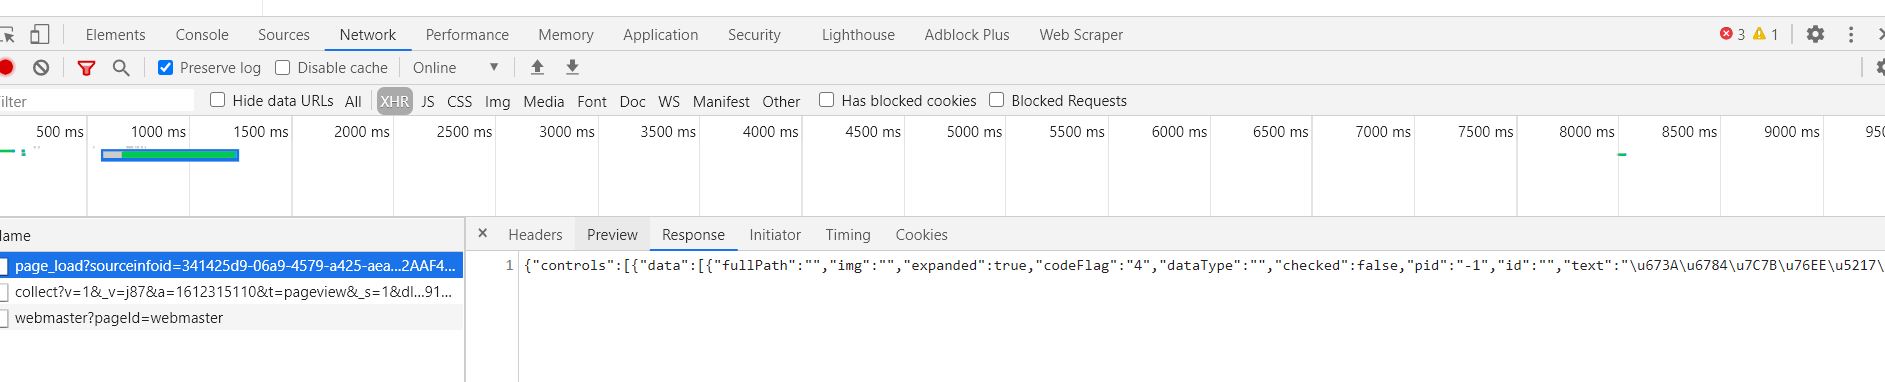 Elements Console Sources Network Performance Memory Application Security Lighthouse Adblock Plus Web Scraper 3 1
Preserve log Disable cache Online
Hide data URLs All XHR JS CSS Img Media Font Doc WS Manifest Other Has blocked cookies Blocked Requests
500 ms 1000 ms 1500 ms 2000 ms 2500 ms 3000 ms 3500 ms 4000 ms 4500 ms 5000 ms 5500 ms 6000 ms 6500 ms 7000 ms 7500 ms 8000 ms 8500 ms 9000 ms 950
Headers Preview Response Initiator Timing Cookies
page_load?sourceinfoid=341425d9-06a9-4579-a425-aea...2AAF4...
collect?v=1&_v=j87&a=1612315110&t=pageview&_s=1&dl...91...
webmaster?pageId=webmaster
1 {"controls":[{"data":[{"fullPath":"","img":"","expanded":true,"codeFlag":"4","dataType":"","checked":false,"pid":"-1","id":"","text":"\u673A\u6784\u7C7B\u76EE\u5217\